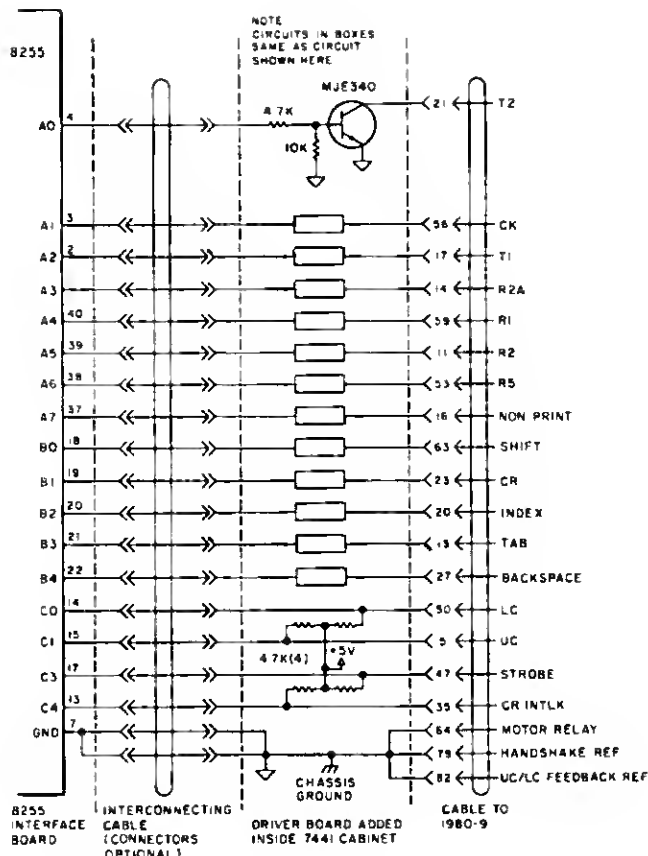 NOTE
CIRCUITS IN BOXES
SAME AS CIRCUIT
SHOWN HERE
8255
MJE340
A0 4 4.7K 21 T2
10K
A1 3 56 CK
A2 2 17 T1
A3 14 R2A
A4 40 59 R1
A5 39 11 R2
A6 38 53 R5
A7 37 16 NON PRINT
B0 18 63 SHIFT
B1 19 23 CR
B2 20 20 INDEX
B3 21 TAB
B4 22 27 BACKSPACE
C0 14 50 LC
C1 15 5 UC
4.7K(4) +5V
C3 17 47 STROBE
C4 13 35 CR INTLK
GND 7 64 MOTOR RELAY
79 HANDSHAKE REF
82 UC/LC FEEDBACK REF
CHASSIS
GROUND
8255
INTERFACE
BOARD
INTERCONNECTING
CABLE
(CONNECTORS
OPTIONAL)
DRIVER BOARD ADDED
INSIDE 7441 CABINET
CABLE TO
1980-9